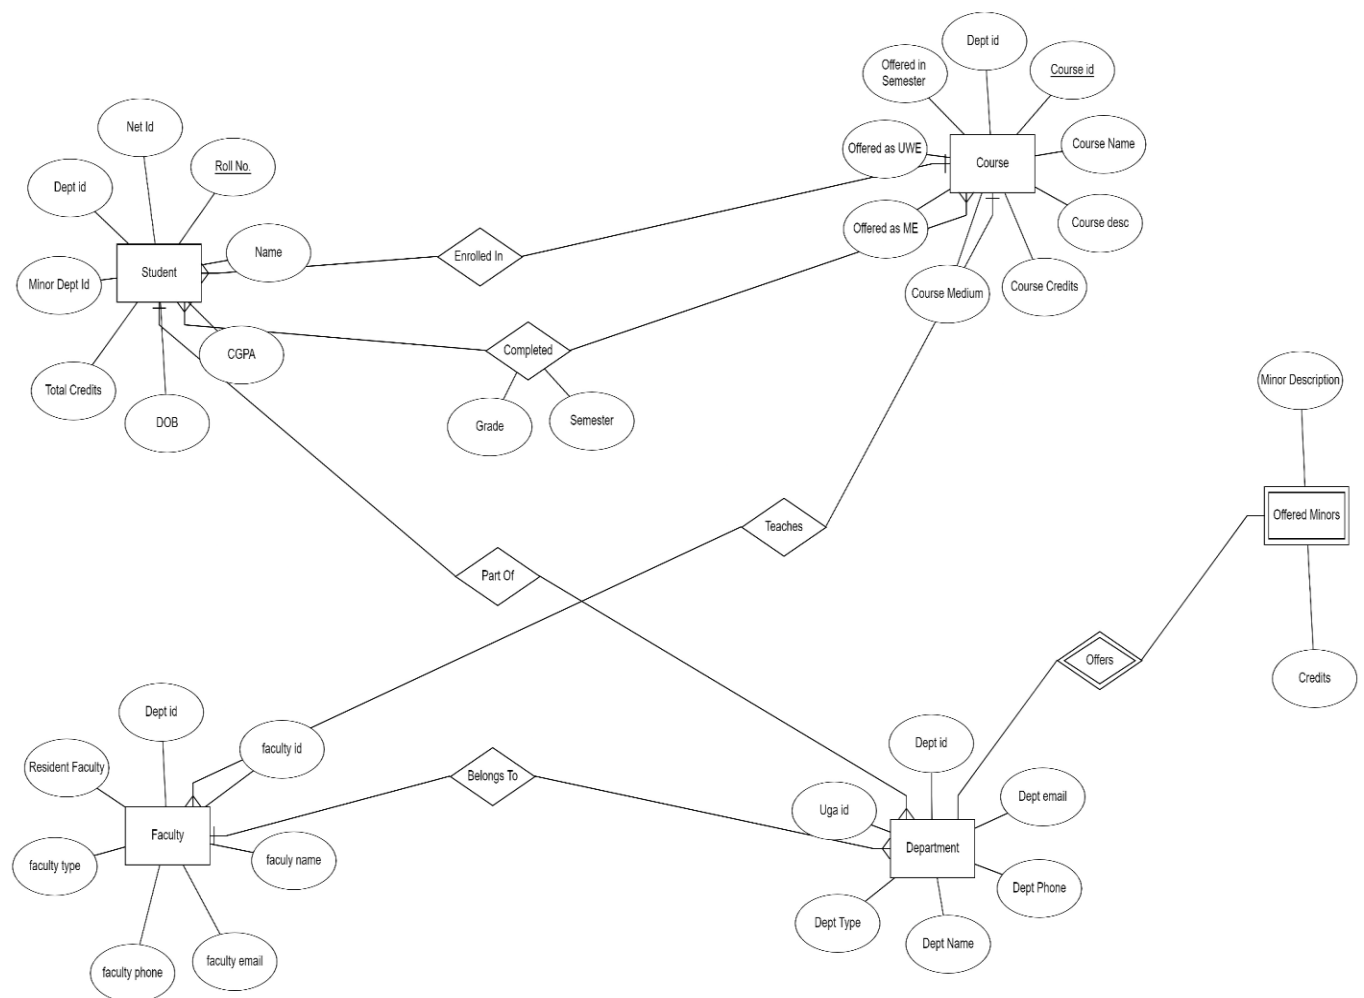 Dept id
Offered in
Semester
Course id
Net Id
Offered as UWE
Course
Course Name
Roll No.
Dept id
Course desc
Offered as ME
Name
Enrolled In
Student
Minor Dept Id
Course Medium
Course Credits
Completed
CGPA
Total Credits
Minor Description
DOB
Grade
Semester
Offered Minors
Teaches
Part Of
Offers
Credits
Dept id
faculty id
Dept id
Resident Faculty
Belongs To
Dept email
Uga id
Faculty
Department
faculty type
faculy name
Dept Phone
Dept Type
Dept Name
faculty email
faculty phone